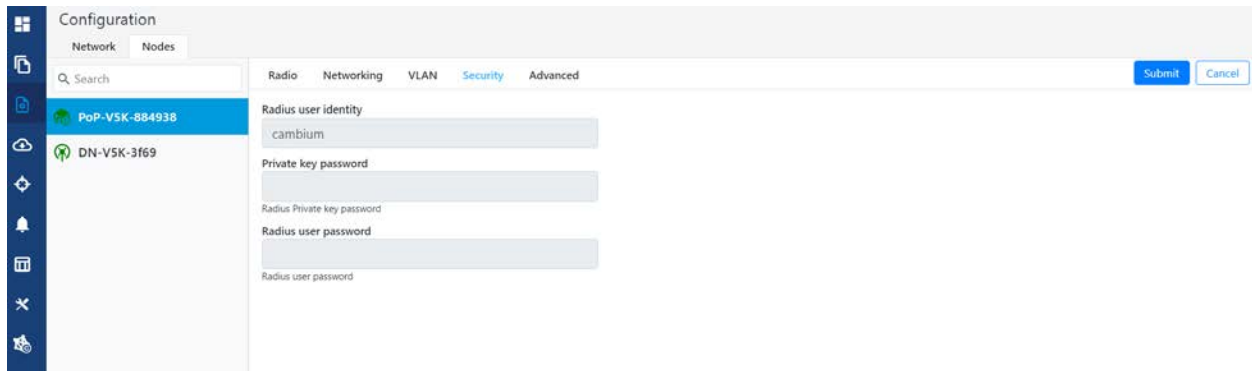 Configuration
Network Nodes
Search
Radio Networking VLAN Security Advanced
Submit Cancel
PoP-V5K-884938
DN-V5K-3f69
Radius user identity
cambium
Private key password
Radius Private key password
Radius user password
Radius user password